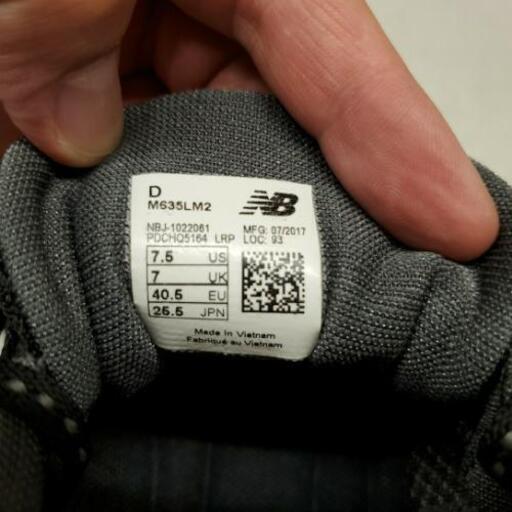 D
M635LM2
NB
NBJ-1022061 MFG: 07/2017
PDCHQ5164 LRP LOC: 93
7.5 US
7 UK
40.5 EU
25.5 JPN
Made in Vietnam
Fabriqué au Vietnam